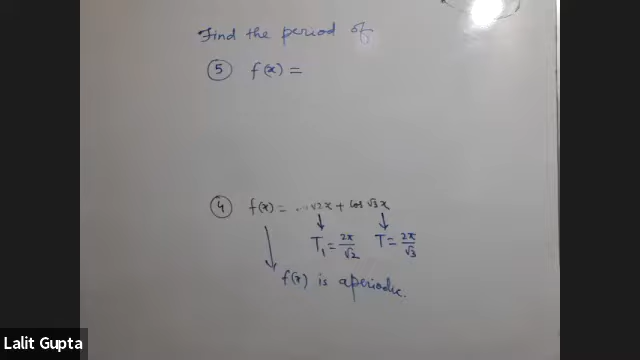 Find the period of
⑤ f(x) =
④ f(x) = √2x + cos √3x
T₁ = 2π/√2 T = 2π/√3
f(x) is aperiodic.
Lalit Gupta